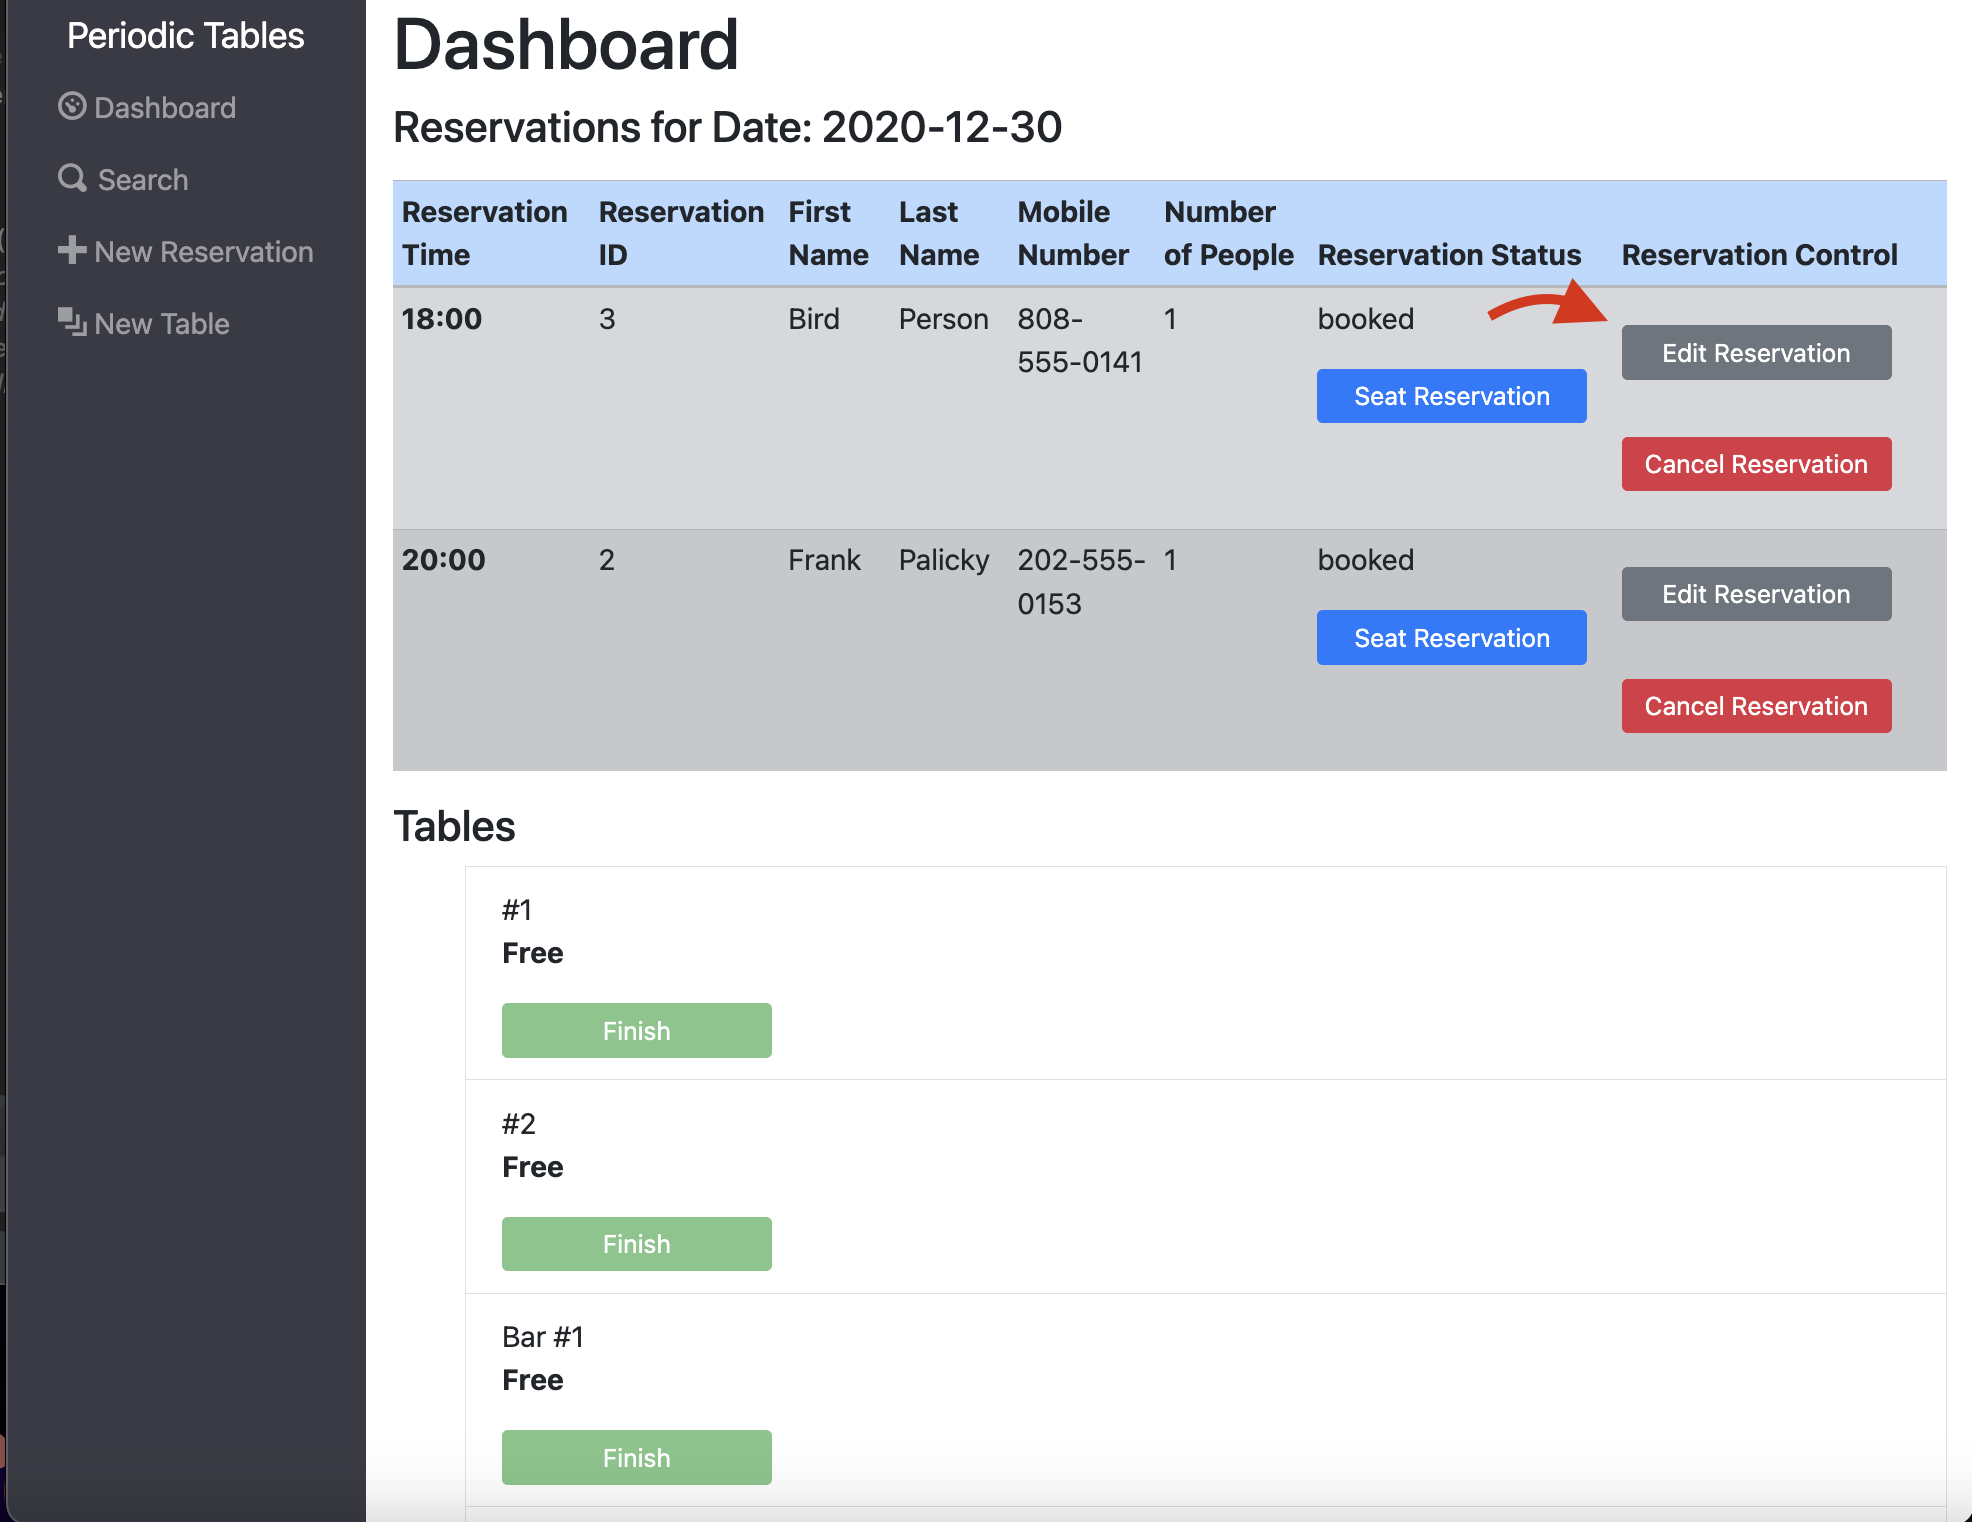 Periodic Tables
Dashboard
Search
New Reservation
New Table
Dashboard
Reservations for Date: 2020-12-30
Reservation Time Reservation ID First Name Last Name Mobile Number Number of People Reservation Status Reservation Control
18:00 3 Bird Person 808-555-0141 1 booked
Edit Reservation
Seat Reservation
Cancel Reservation
20:00 2 Frank Palicky 202-555-0153 1 booked
Edit Reservation
Seat Reservation
Cancel Reservation
Tables
#1
Free
Finish
#2
Free
Finish
Bar #1
Free
Finish